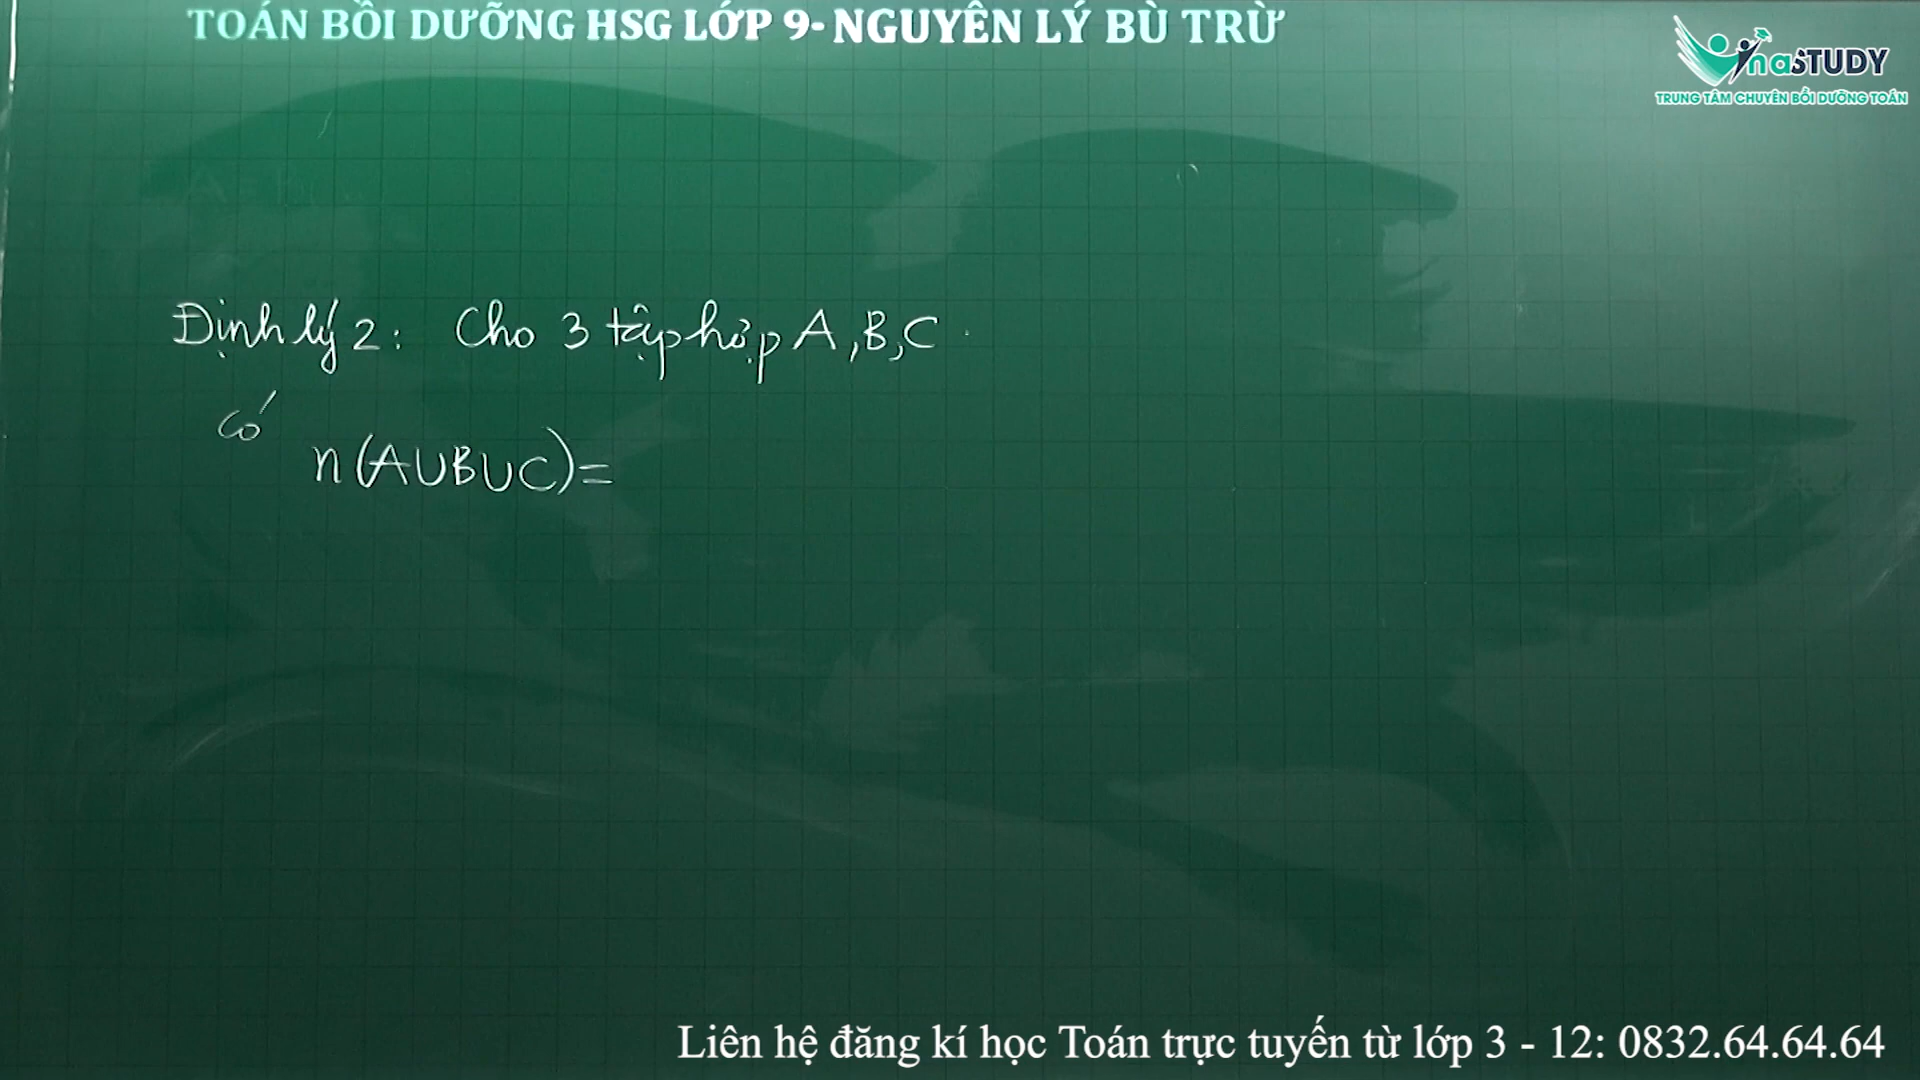 TOÁN BỒI DƯỠNG HSG LỚP 9- NGUYÊN LÝ BÙ TRỪ
VinaSTUDY
TRUNG TÂM CHUYÊN BỒI DƯỠNG TOÁN
Định lý 2: Cho 3 tập hợp A, B, C.
Có
n(A∪B∪C)=
Liên hệ đăng kí học Toán trực tuyến từ lớp 3 - 12: 0832.64.64.64